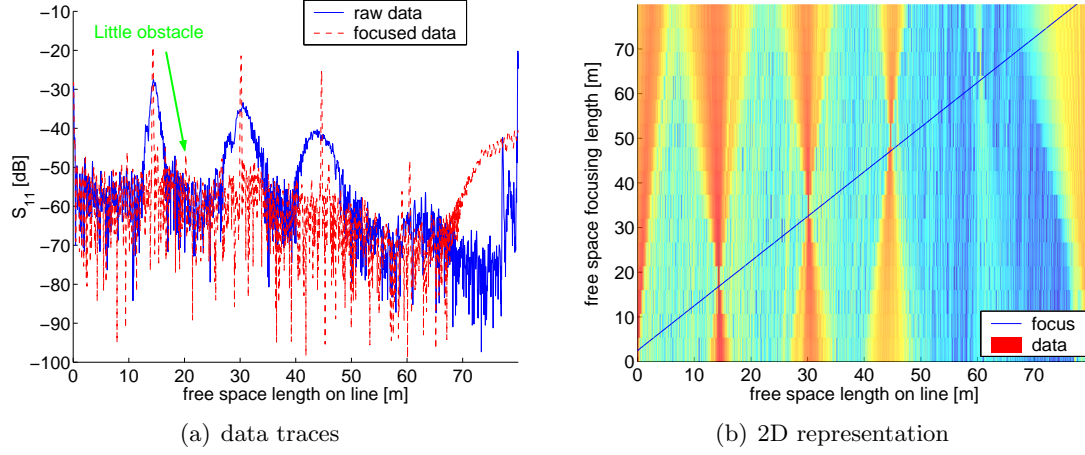 −10
−20
−30
−40
−50
−60
−70
−80
−90
−100
S11 [dB]
Little obstacle
raw data
focused data
0 10 20 30 40 50 60 70
free space length on line [m]
(a) data traces
70
60
50
40
30
20
10
0
free space focusing length [m]
focus
data
0 10 20 30 40 50 60 70
free space length on line [m]
(b) 2D representation